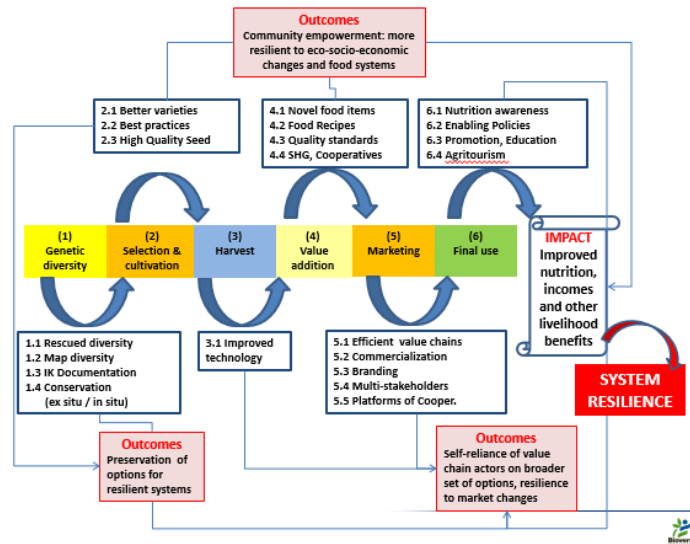 Outcomes
Community empowerment: more
resilient to eco-socio-economic
changes and food systems
2.1 Better varieties
2.2 Best practices
2.3 High Quality Seed
4.1 Novel food items
4.2 Food Recipes
4.3 Quality standards
4.4 SHG, Cooperatives
6.1 Nutrition awareness
6.2 Enabling Policies
6.3 Promotion, Education
6.4 Agritourism
(1)
Genetic
diversity
(2)
Selection &
cultivation
(3)
Harvest
(4)
Value
addition
(5)
Marketing
(6)
Final use
IMPACT
Improved
nutrition,
incomes
and other
livelihood
benefits
1.1 Rescued diversity
1.2 Map diversity
1.3 IK Documentation
1.4 Conservation
(ex situ / in situ)
3.1 Improved
technology
5.1 Efficient value chains
5.2 Commercialization
5.3 Branding
5.4 Multi-stakeholders
5.5 Platforms of Cooper.
SYSTEM
RESILIENCE
Outcomes
Preservation of
options for
resilient systems
Outcomes
Self-reliance of value
chain actors on broader
set of options, resilience
to market changes